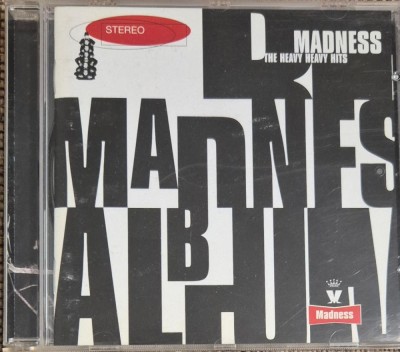 STEREO
MADNESS
THE HEAVY HEAVY HITS
MADNES
ALBUM
Madness